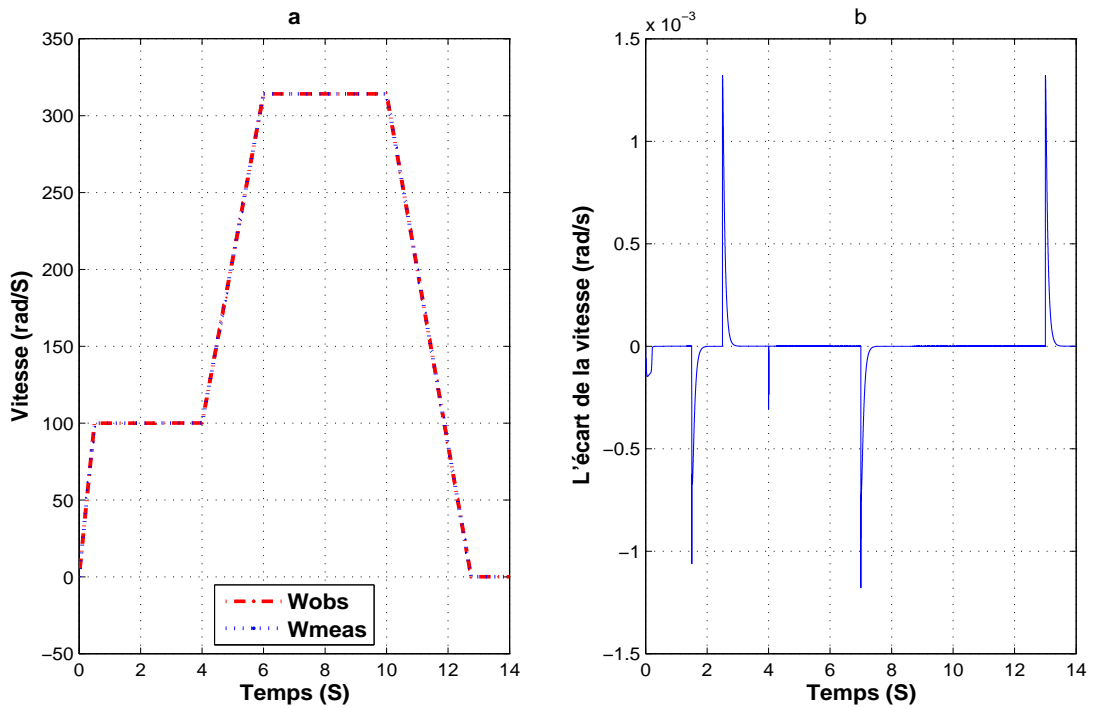 a
350
300
250
200
150
100
50
0
−50
0 2 4 6 8 10 12 14
Vitesse (rad/S)
Temps (S)
Wobs
Wmeas
b
x 10⁻³
1.5
1
0.5
0
−0.5
−1
−1.5
0 2 4 6 8 10 12 14
L'écart de la vitesse (rad/s)
Temps (S)